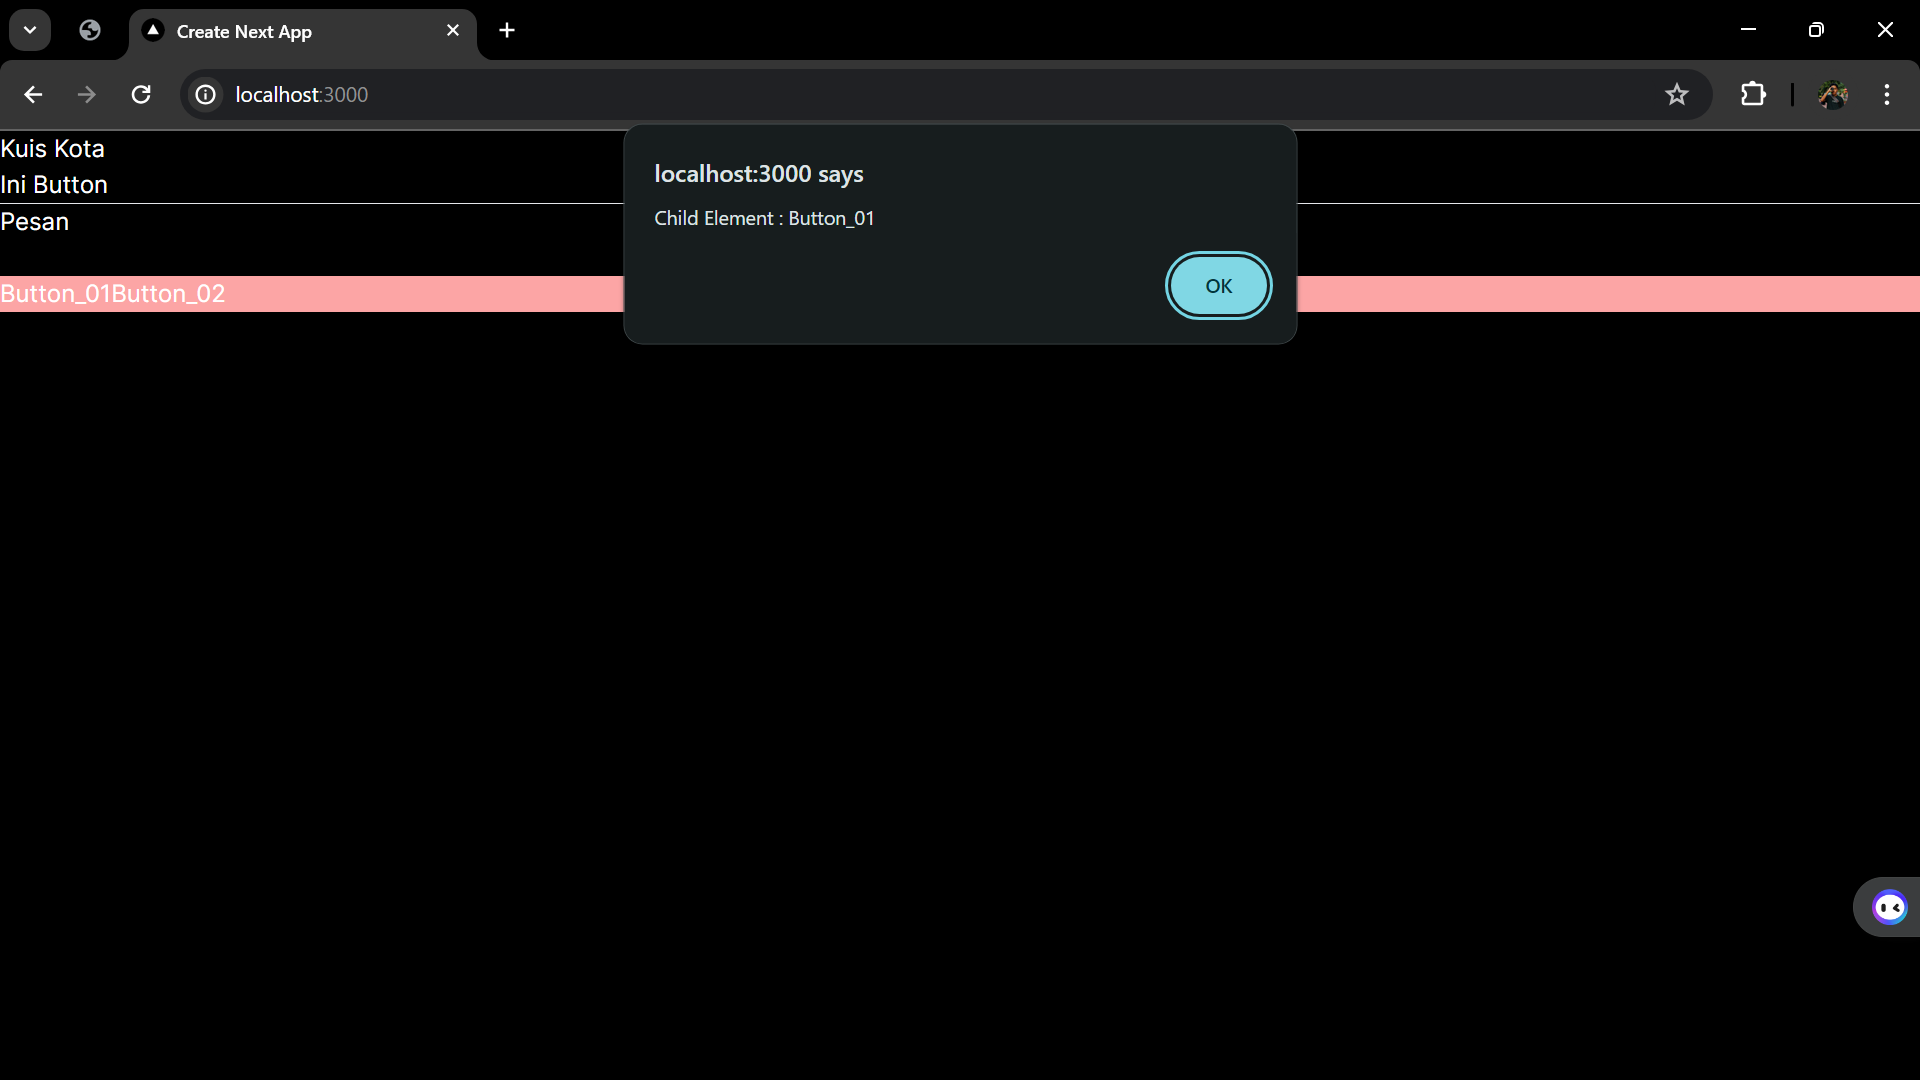 Create Next App
localhost:3000
Kuis Kota
Ini Button
Pesan
Button_01Button_02
localhost:3000 says
Child Element : Button_01
OK